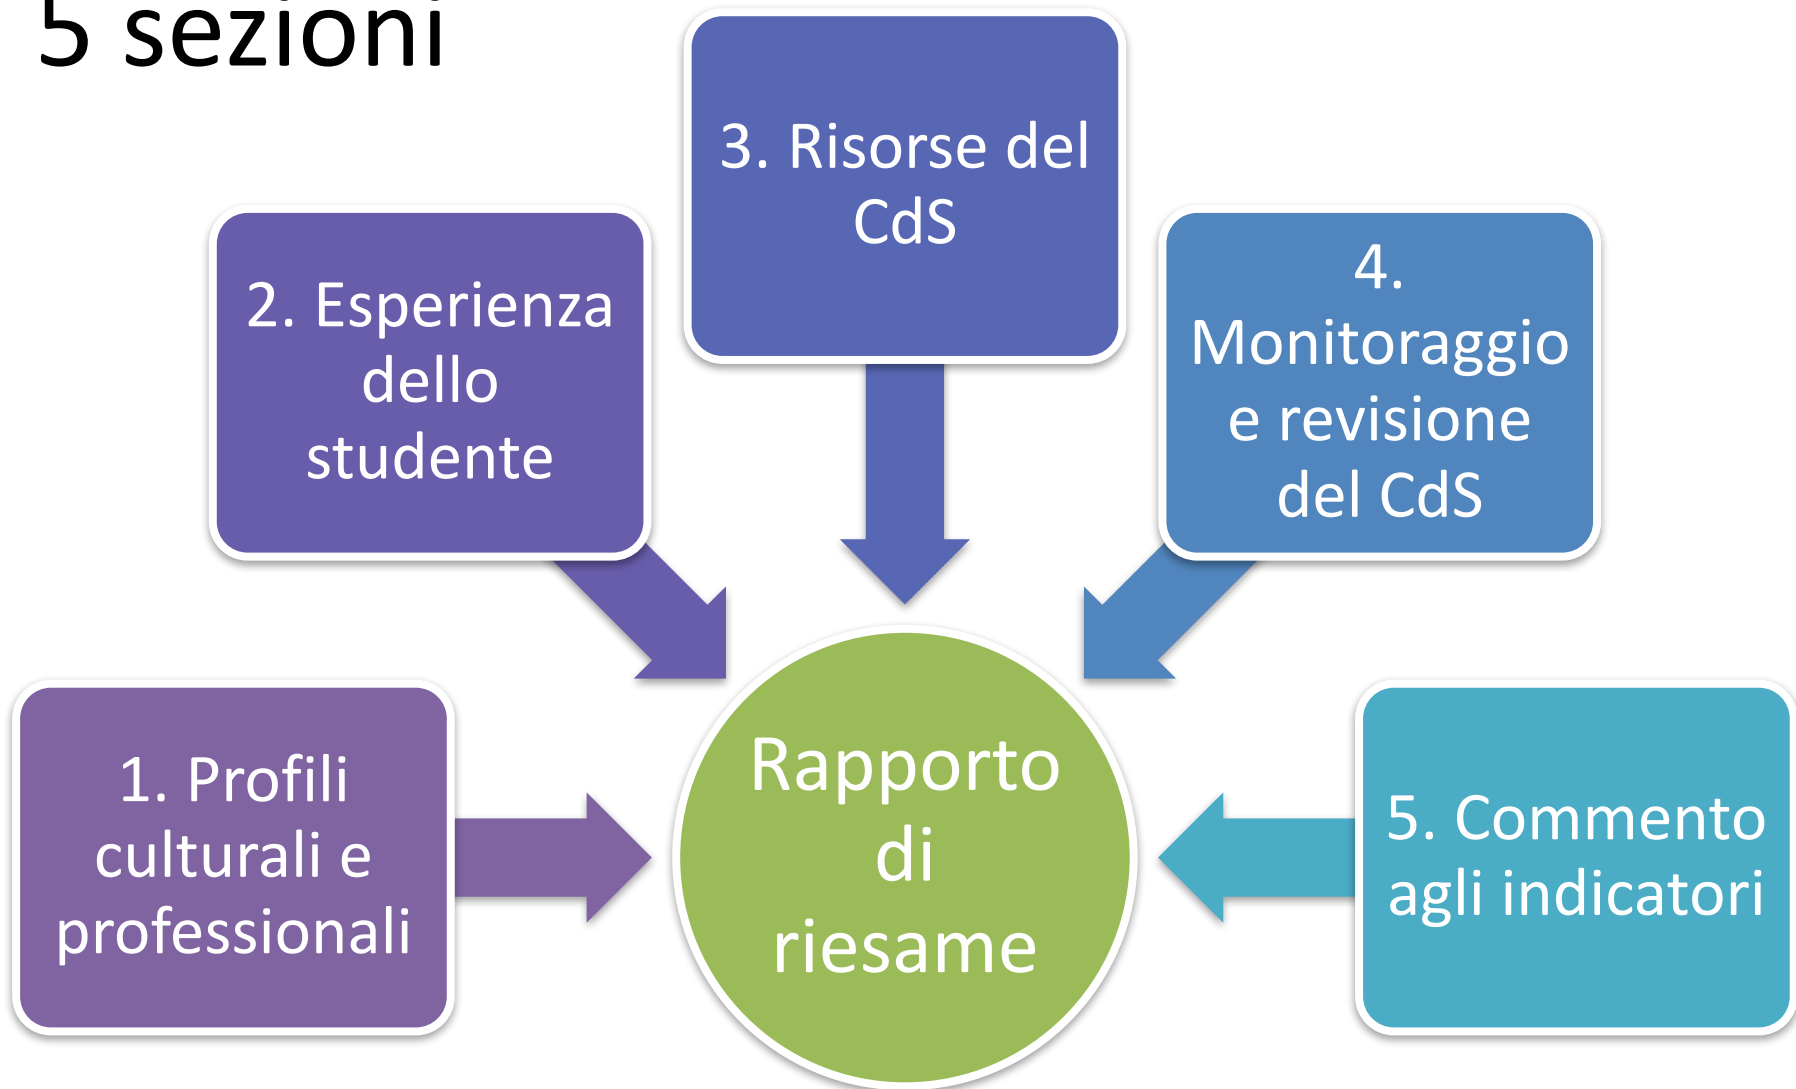 5 sezioni
1. Profili
culturali e
professionali
2. Esperienza
dello
studente
3. Risorse del
CdS
4.
Monitoraggio
e revisione
del CdS
5. Commento
agli indicatori
Rapporto
di
riesame